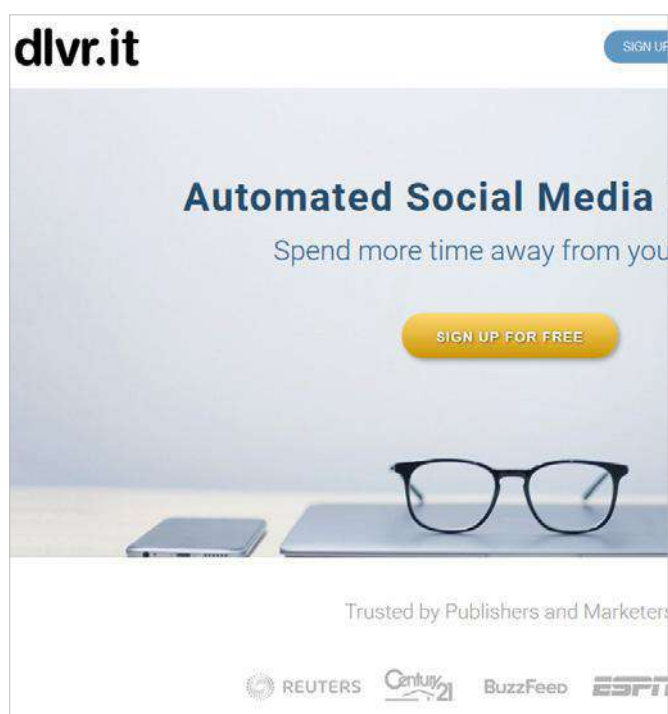 dlvr.it
SIGN UP
Automated Social Media
Spend more time away from you
SIGN UP FOR FREE
Trusted by Publishers and Marketers
REUTERS
Century 21
BuzzFeed
ESPN